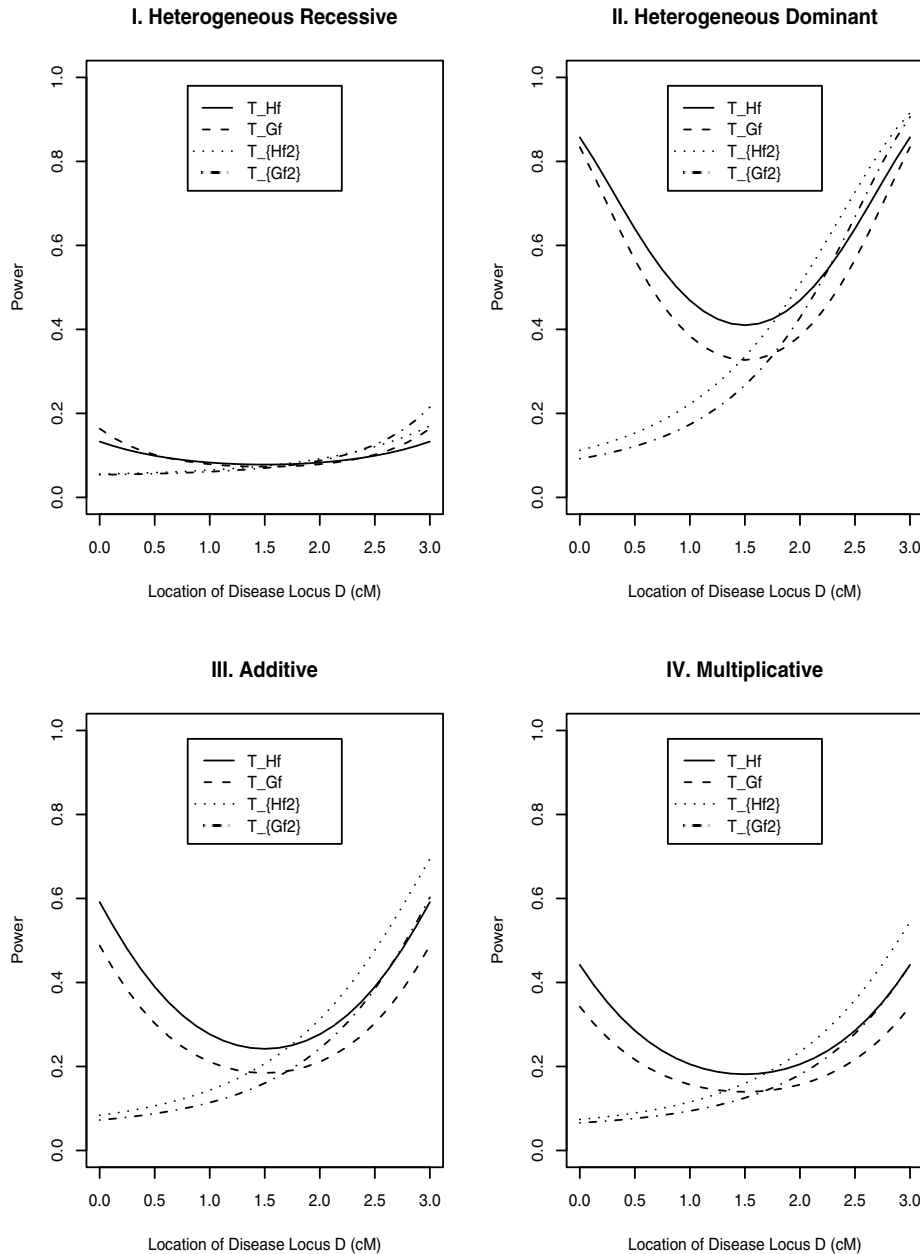 I. Heterogeneous Recessive
T_Hf
T_Gf
T_{Hf2}
T_{Gf2}
Power
0.0 0.2 0.4 0.6 0.8 1.0
0.0 0.5 1.0 1.5 2.0 2.5 3.0
Location of Disease Locus D (cM)
II. Heterogeneous Dominant
T_Hf
T_Gf
T_{Hf2}
T_{Gf2}
Power
0.0 0.2 0.4 0.6 0.8 1.0
0.0 0.5 1.0 1.5 2.0 2.5 3.0
Location of Disease Locus D (cM)
III. Additive
T_Hf
T_Gf
T_{Hf2}
T_{Gf2}
Power
0.0 0.2 0.4 0.6 0.8 1.0
0.0 0.5 1.0 1.5 2.0 2.5 3.0
Location of Disease Locus D (cM)
IV. Multiplicative
T_Hf
T_Gf
T_{Hf2}
T_{Gf2}
Power
0.0 0.2 0.4 0.6 0.8 1.0
0.0 0.5 1.0 1.5 2.0 2.5 3.0
Location of Disease Locus D (cM)